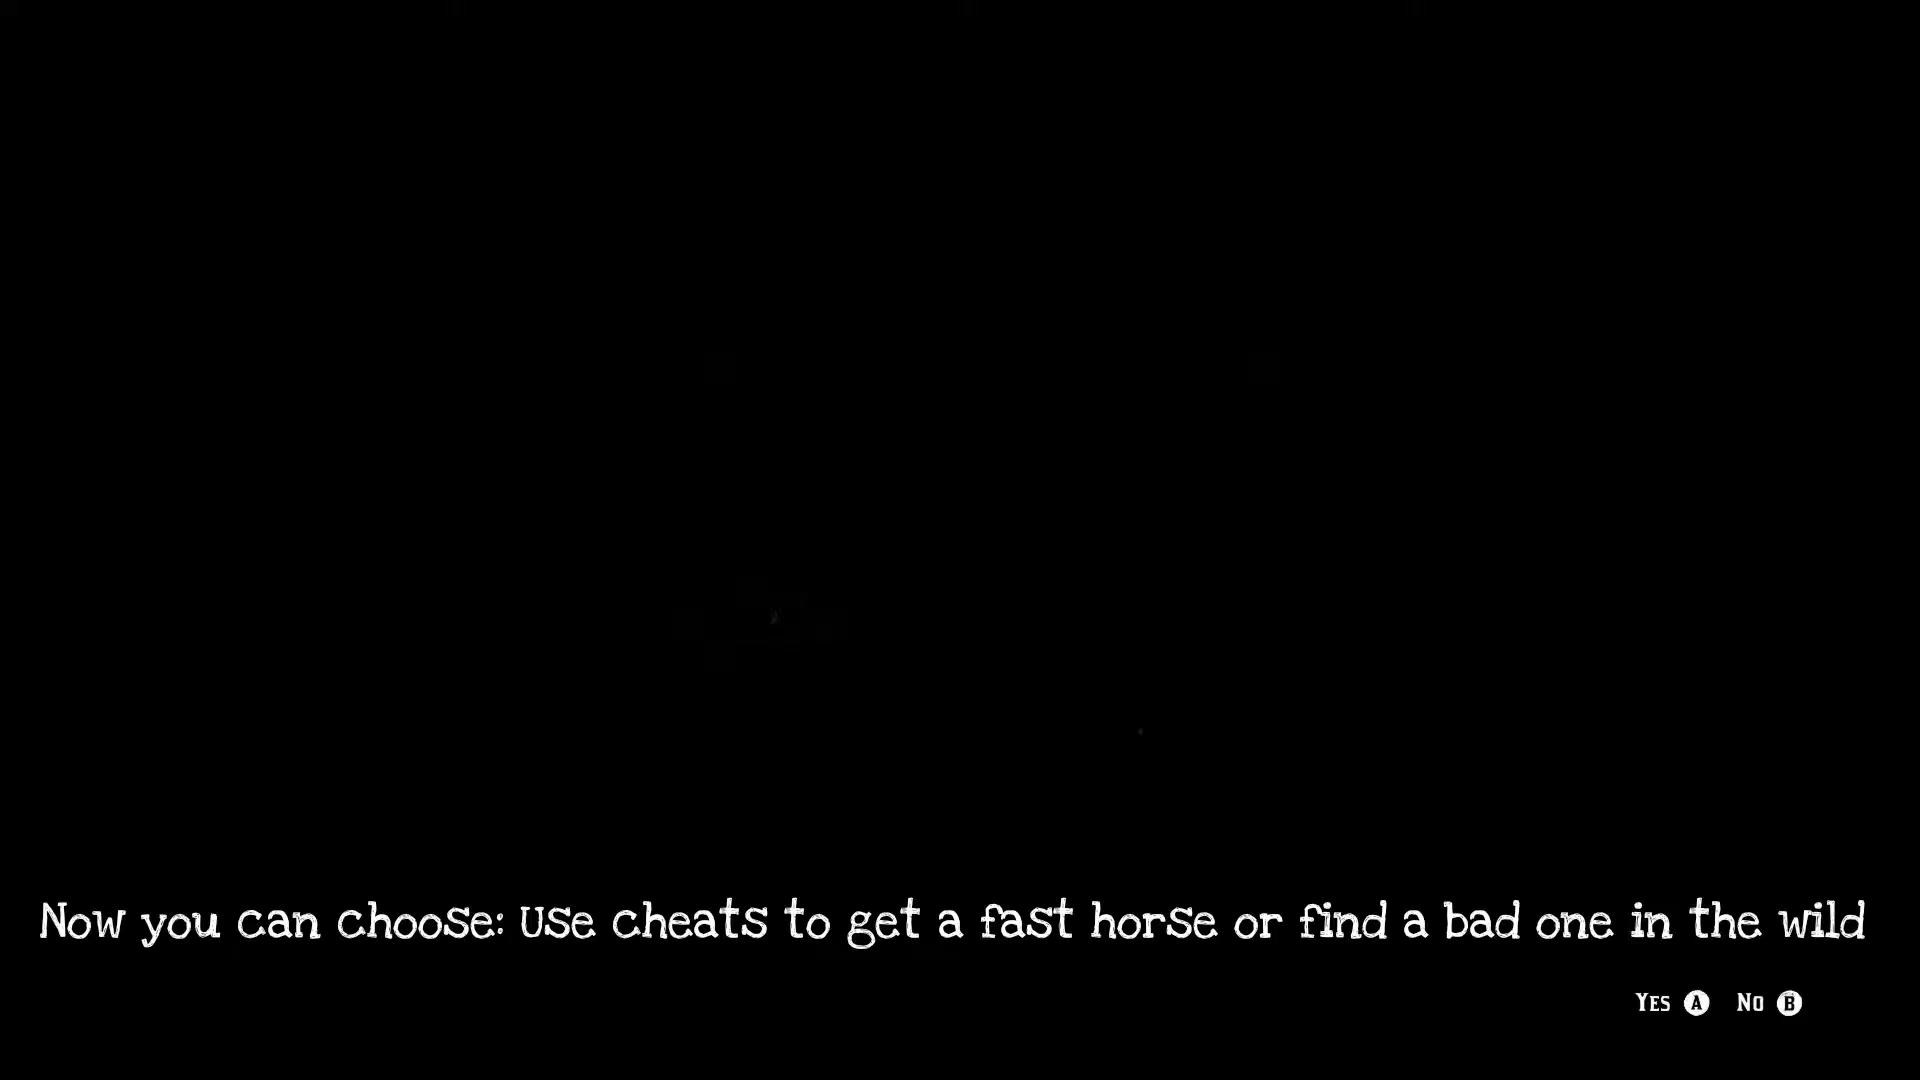 Now you can choose: Use cheats to get a fast horse or find a bad one in the wild
Yes A No B